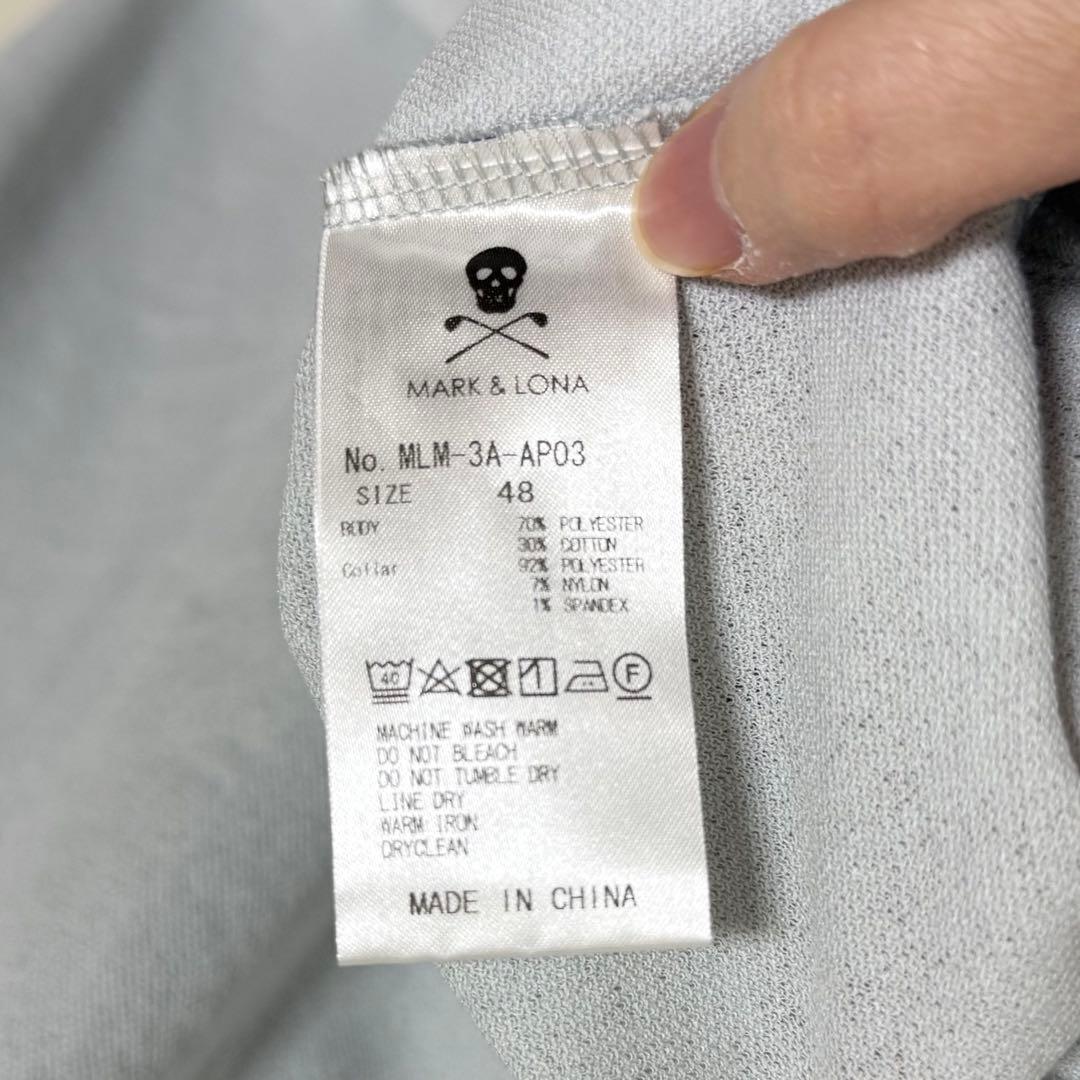 MARK & LONA
No. MLM-3A-AP03
SIZE 48
BODY 70% POLYESTER
30% COTTON
Collar 92% POLYESTER
7% NYLON
1% SPANDEX
40 F
MACHINE WASH WARM
DO NOT BLEACH
DO NOT TUMBLE DRY
LINE DRY
WARM IRON
DRYCLEAN
MADE IN CHINA